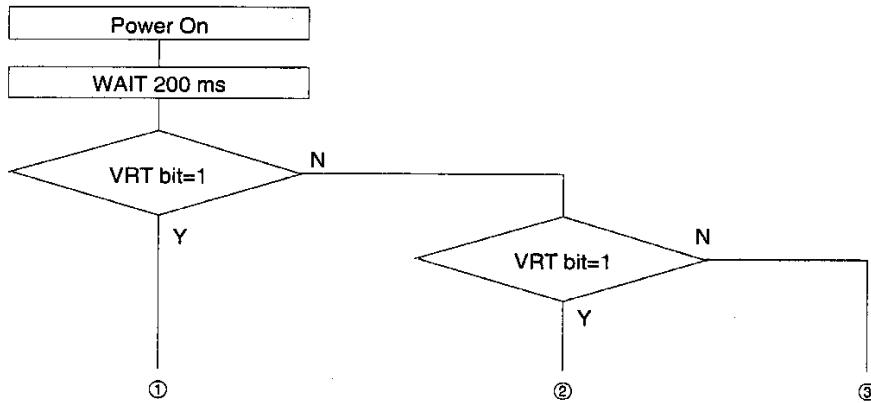 Power On
WAIT 200 ms
VRT bit=1
N
Y
VRT bit=1
N
Y
① ② ③